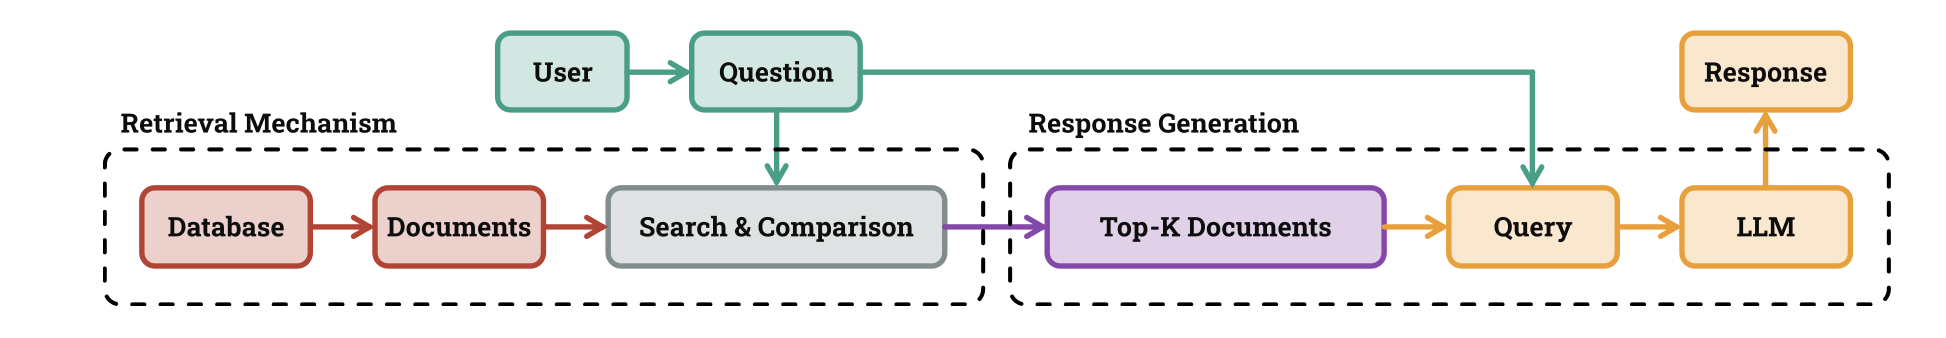 User
Question
Response
Retrieval Mechanism
Response Generation
Database
Documents
Search & Comparison
Top-K Documents
Query
LLM